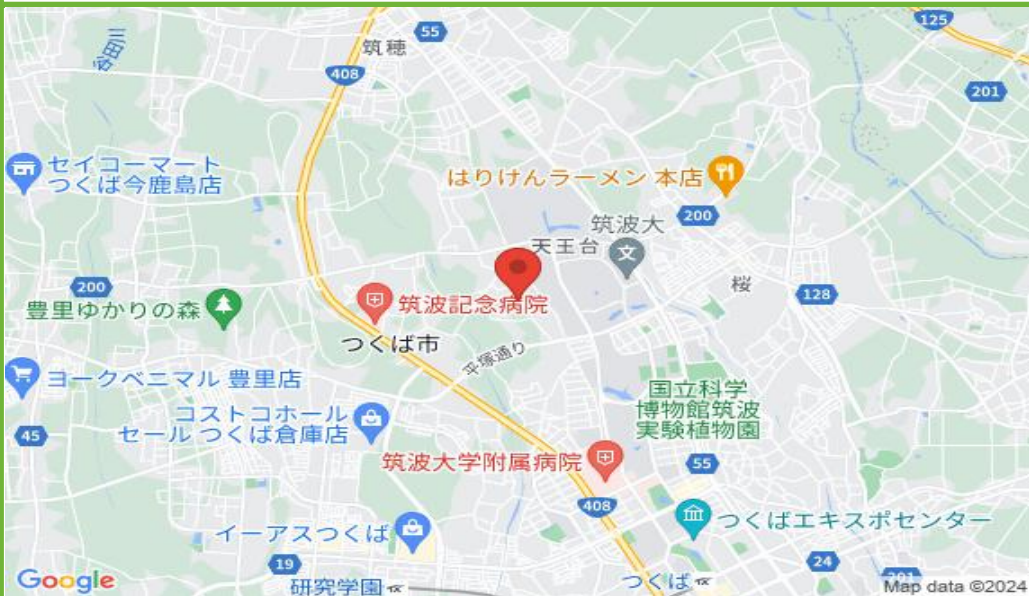 125
55
三田谷
筑穂
408
201
セイコーマート
つくば今鹿島店
はりけんラーメン 本店
200
筑波大
天王台
文
桜
200
128
豊里ゆかりの森
筑波記念病院
つくば市
平塚通り
ヨークベニマル 豊里店
国立科学
博物館筑波
実験植物園
コストコホール
セール つくば倉庫店
45
筑波大学附属病院
55
408
つくばエキスポセンター
イーアスつくば
19
24
Google
研究学園
つくば
Map data ©2024